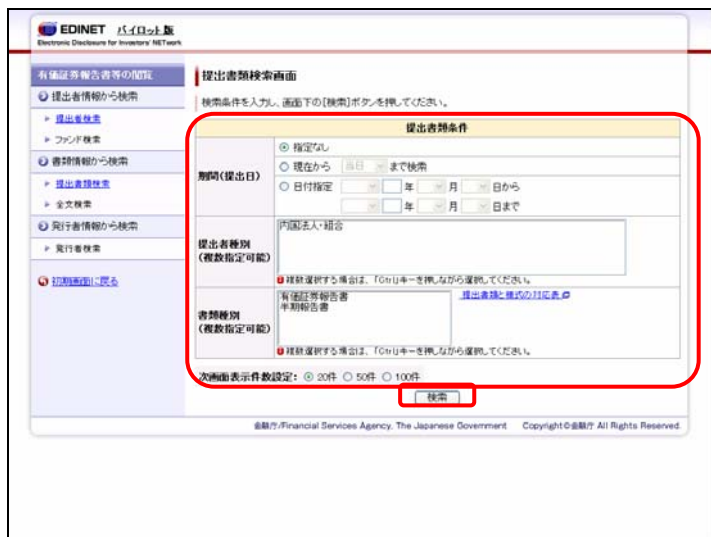 EDINET パイロット版
Electronic Disclosure for Investors' NETwork
有価証券報告書等の閲覧
提出者情報から検索
提出者検索
ファンド検索
書類情報から検索
提出書類検索
全文検索
発行者情報から検索
発行者検索
初期画面に戻る
提出書類検索画面
検索条件を入力し、画面下の[検索]ボタンを押してください。
提出書類条件
期間(提出日)
指定なし
現在から 当日 まで検索
日付指定 年 月 日から
年 月 日まで
提出者種別
(複数指定可能)
内国法人・組合
複数選択する場合は、「Ctrl」キーを押しながら選択してください。
書類種別
(複数指定可能)
有価証券報告書
半期報告書
提出書類と様式の対応表
複数選択する場合は、「Ctrl」キーを押しながら選択してください。
次画面表示件数設定: 20件 50件 100件
検索
金融庁/Financial Services Agency, The Japanese Government Copyright©金融庁 All Rights Reserved.